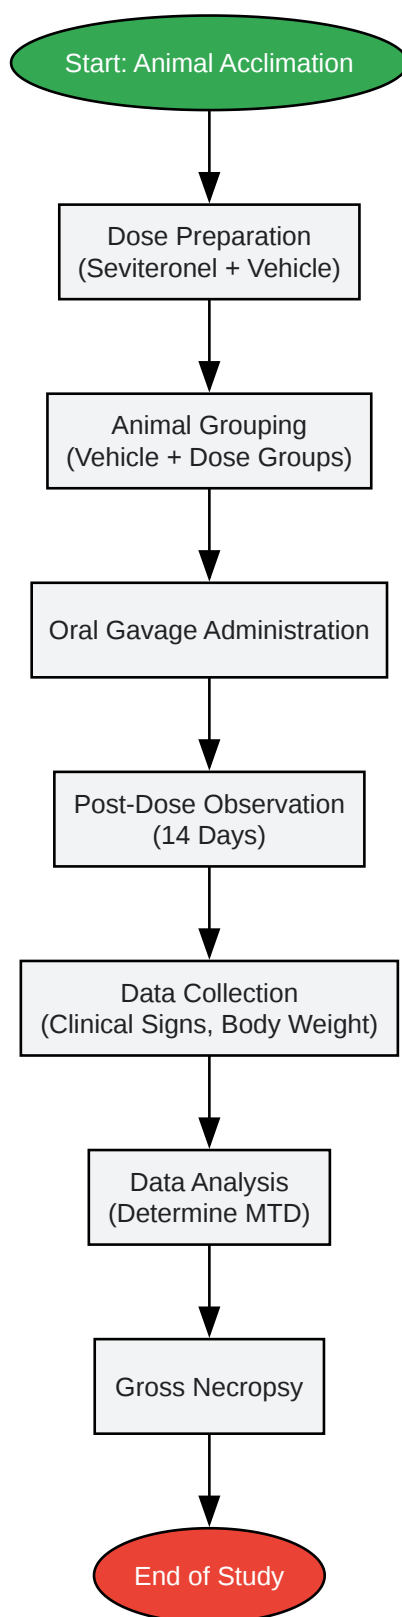 Start: Animal Acclimation
Dose Preparation
(Seviteronel + Vehicle)
Animal Grouping
(Vehicle + Dose Groups)
Oral Gavage Administration
Post-Dose Observation
(14 Days)
Data Collection
(Clinical Signs, Body Weight)
Data Analysis
(Determine MTD)
Gross Necropsy
End of Study